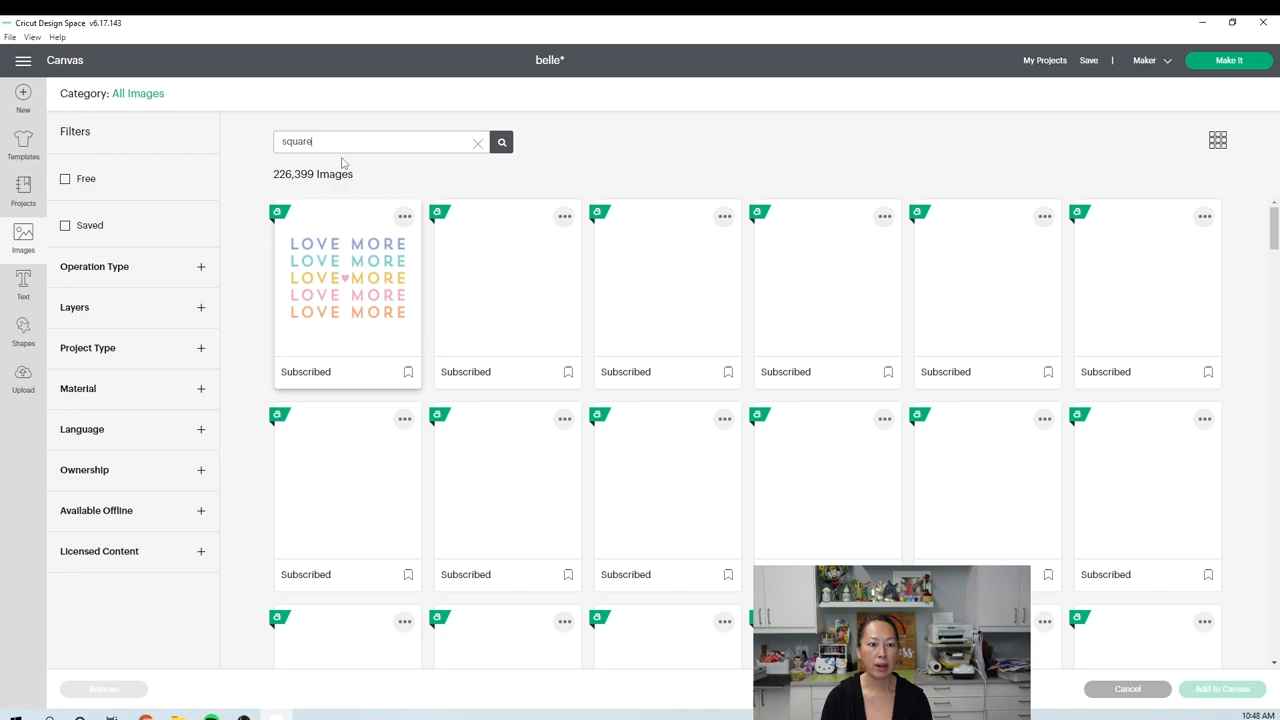 Cricut Design Space v6.17.143
File View Help
Canvas
belle*
My Projects Save | Maker Make It
New
Templates
Projects
Images
Text
Shapes
Upload
Category: All Images
Filters
Free
Saved
Operation Type
Layers
Project Type
Material
Language
Ownership
Available Offline
Licensed Content
square
226,399 Images
LOVE MORE
LOVE MORE
LOVE♥MORE
LOVE MORE
LOVE MORE
Subscribed Subscribed Subscribed Subscribed Subscribed Subscribed
Subscribed Subscribed Subscribed Subscribed
Remove
Cancel Add to Canvas
10:48 AM